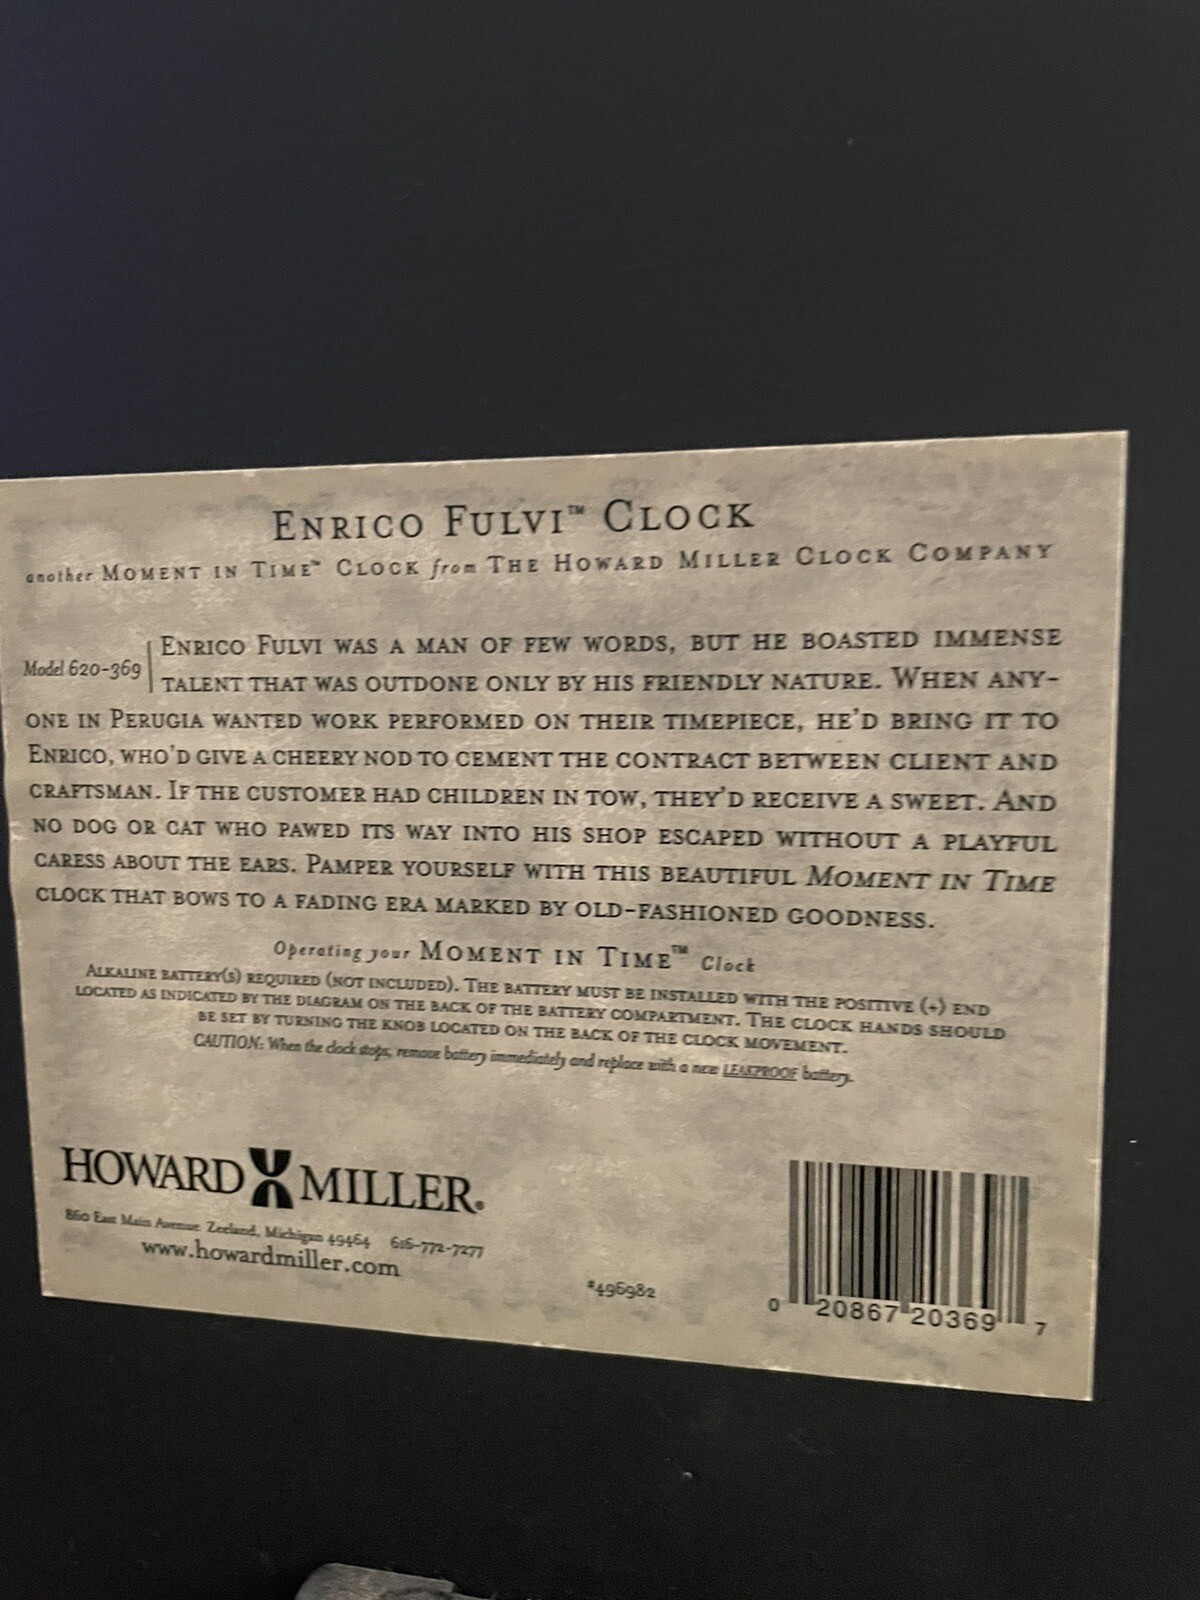 ENRICO FULVI™ CLOCK
another MOMENT IN TIME™ CLOCK from THE HOWARD MILLER CLOCK COMPANY
Model 620-369
ENRICO FULVI WAS A MAN OF FEW WORDS, BUT HE BOASTED IMMENSE
TALENT THAT WAS OUTDONE ONLY BY HIS FRIENDLY NATURE. WHEN ANY-
ONE IN PERUGIA WANTED WORK PERFORMED ON THEIR TIMEPIECE, HE'D BRING IT TO
ENRICO, WHO'D GIVE A CHEERY NOD TO CEMENT THE CONTRACT BETWEEN CLIENT AND
CRAFTSMAN. IF THE CUSTOMER HAD CHILDREN IN TOW, THEY'D RECEIVE A SWEET. AND
NO DOG OR CAT WHO PAWED ITS WAY INTO HIS SHOP ESCAPED WITHOUT A PLAYFUL
CARESS ABOUT THE EARS. PAMPER YOURSELF WITH THIS BEAUTIFUL MOMENT IN TIME
CLOCK THAT BOWS TO A FADING ERA MARKED BY OLD-FASHIONED GOODNESS.
Operating your MOMENT IN TIME™ Clock
ALKALINE BATTERY(S) REQUIRED (NOT INCLUDED). THE BATTERY MUST BE INSTALLED WITH THE POSITIVE (+) END
LOCATED AS INDICATED BY THE DIAGRAM ON THE BACK OF THE BATTERY COMPARTMENT. THE CLOCK HANDS SHOULD
BE SET BY TURNING THE KNOB LOCATED ON THE BACK OF THE CLOCK MOVEMENT.
CAUTION: When the clock stops, remove battery immediately and replace with a new LEAKPROOF battery.
HOWARD MILLER®
860 East Main Avenue Zeeland, Michigan 49464 616-772-7277
www.howardmiller.com
#496982
0 20867 20369 7